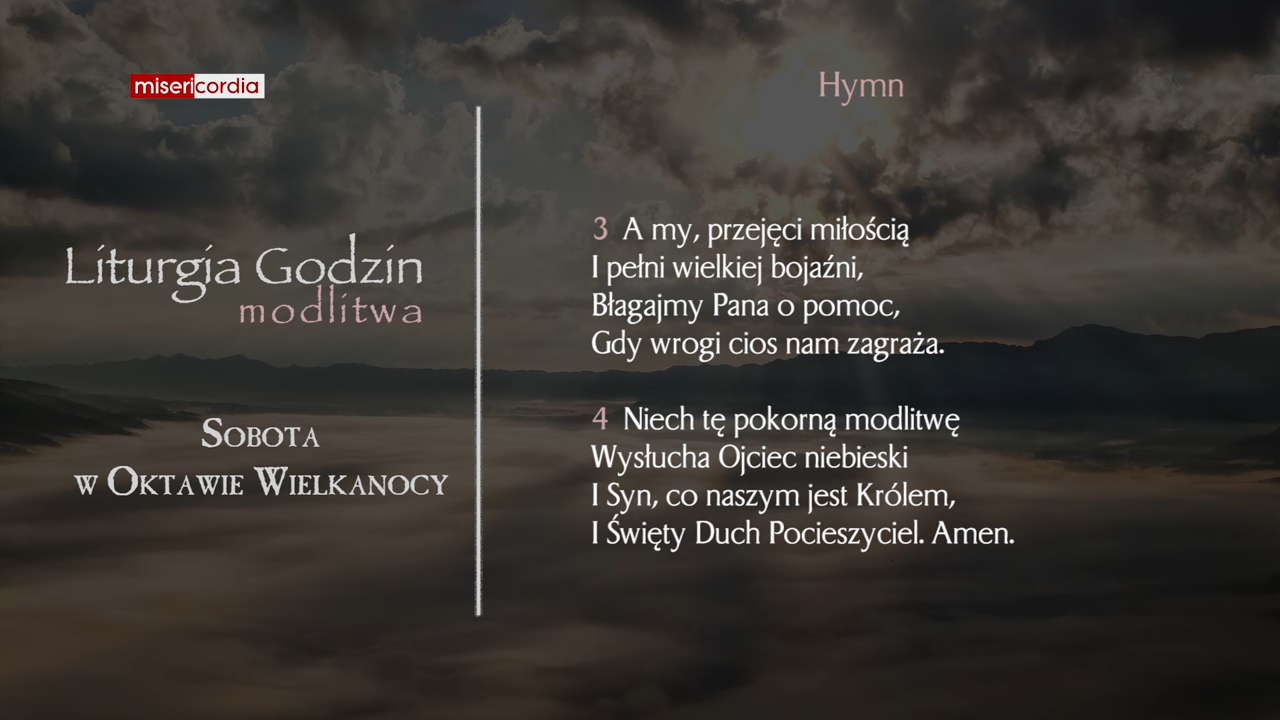 misericordia
Liturgia Godzin
modlitwa
Sobota
w Oktawie Wielkanocy
Hymn
3 A my, przejęci miłością
I pełni wielkiej bojaźni,
Błagajmy Pana o pomoc,
Gdy wrogi cios nam zagraża.
4 Niech tę pokorną modlitwę
Wysłucha Ojciec niebieski
I Syn, co naszym jest Królem,
I Święty Duch Pocieszyciel. Amen.